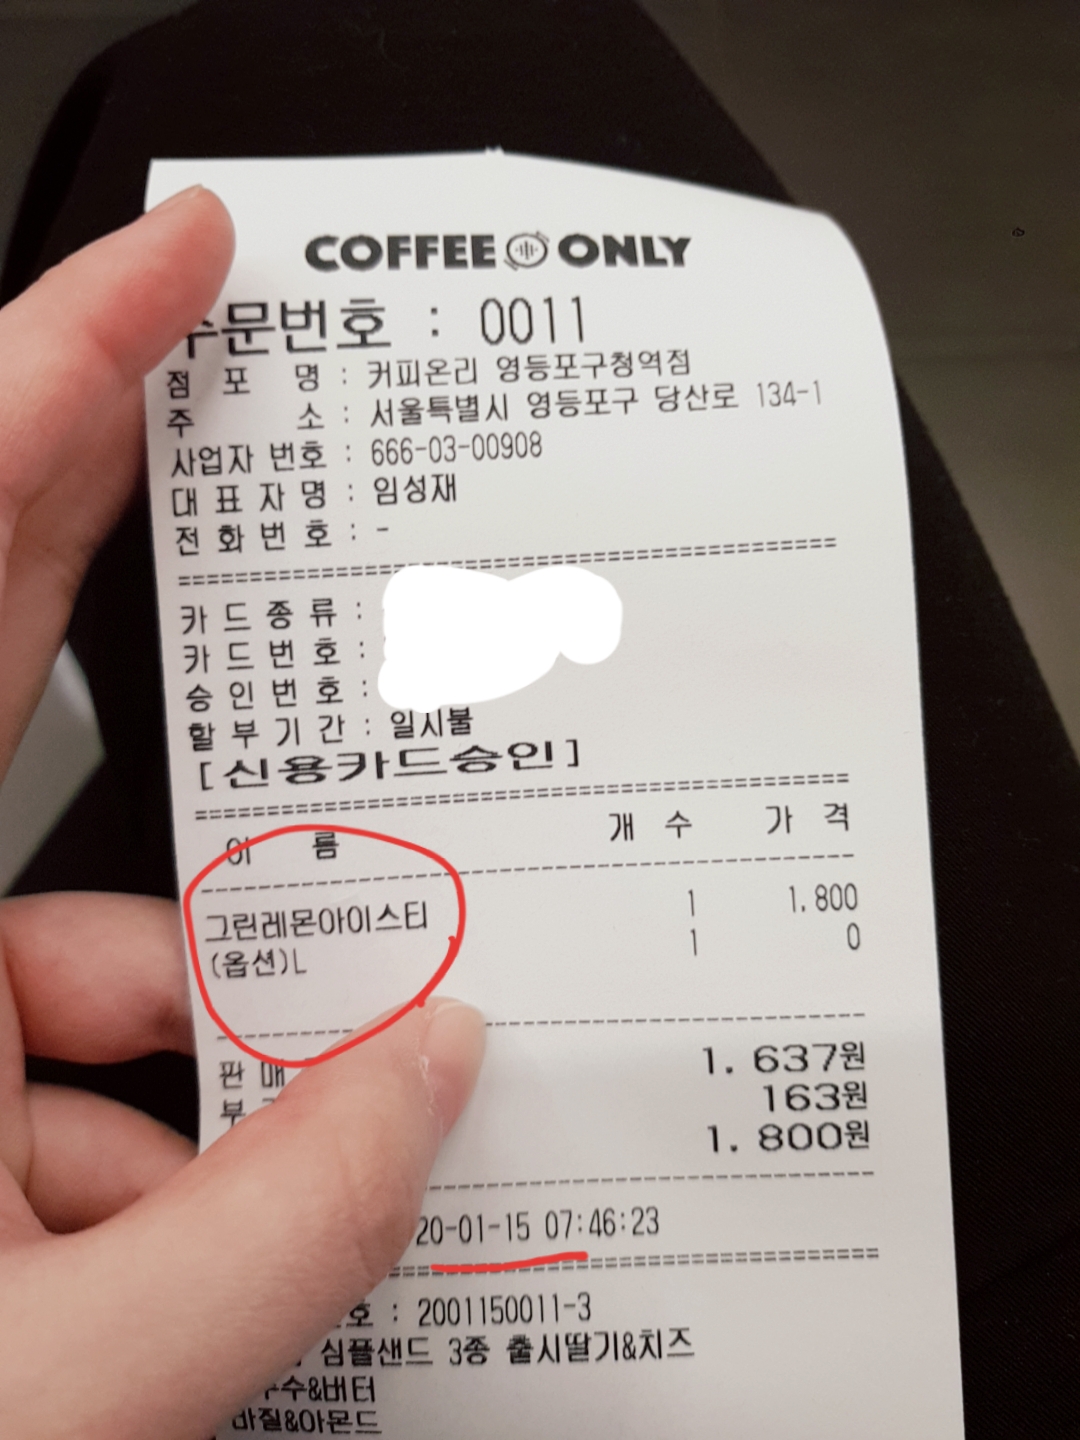 COFFEE ONLY
주문번호 : 0011
점 포 명 : 커피온리 영등포구청역점
주 소 : 서울특별시 영등포구 당산로 134-1
사업자 번호 : 666-03-00908
대 표 자 명 : 임성재
전 화 번 호 : -
카 드 종 류 :
카 드 번 호 :
승 인 번 호 :
할 부 기 간 : 일시불
[신용카드승인]
이 름 개 수 가 격
그린레몬아이스티 1 1,800
(옵션)L 1 0
판 매 1,637원
부 163원
1,800원
20-01-15 07:46:23
호 : 2001150011-3
심플샌드 3종 출시딸기&치즈
수&버터
바질&아몬드